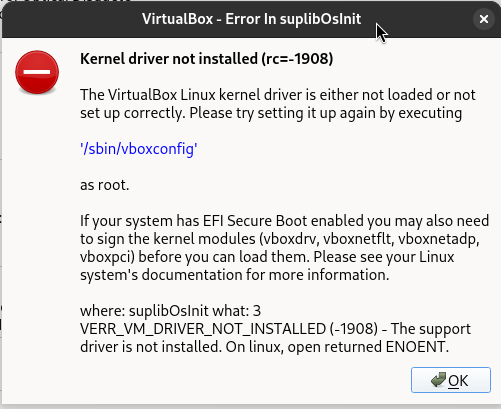 VirtualBox - Error In suplibOsInit
Kernel driver not installed (rc=-1908)
The VirtualBox Linux kernel driver is either not loaded or not
set up correctly. Please try setting it up again by executing
'/sbin/vboxconfig'
as root.
If your system has EFI Secure Boot enabled you may also need
to sign the kernel modules (vboxdrv, vboxnetflt, vboxnetadp,
vboxpci) before you can load them. Please see your Linux
system's documentation for more information.
where: suplibOsInit what: 3
VERR_VM_DRIVER_NOT_INSTALLED (-1908) - The support
driver is not installed. On linux, open returned ENOENT.
OK